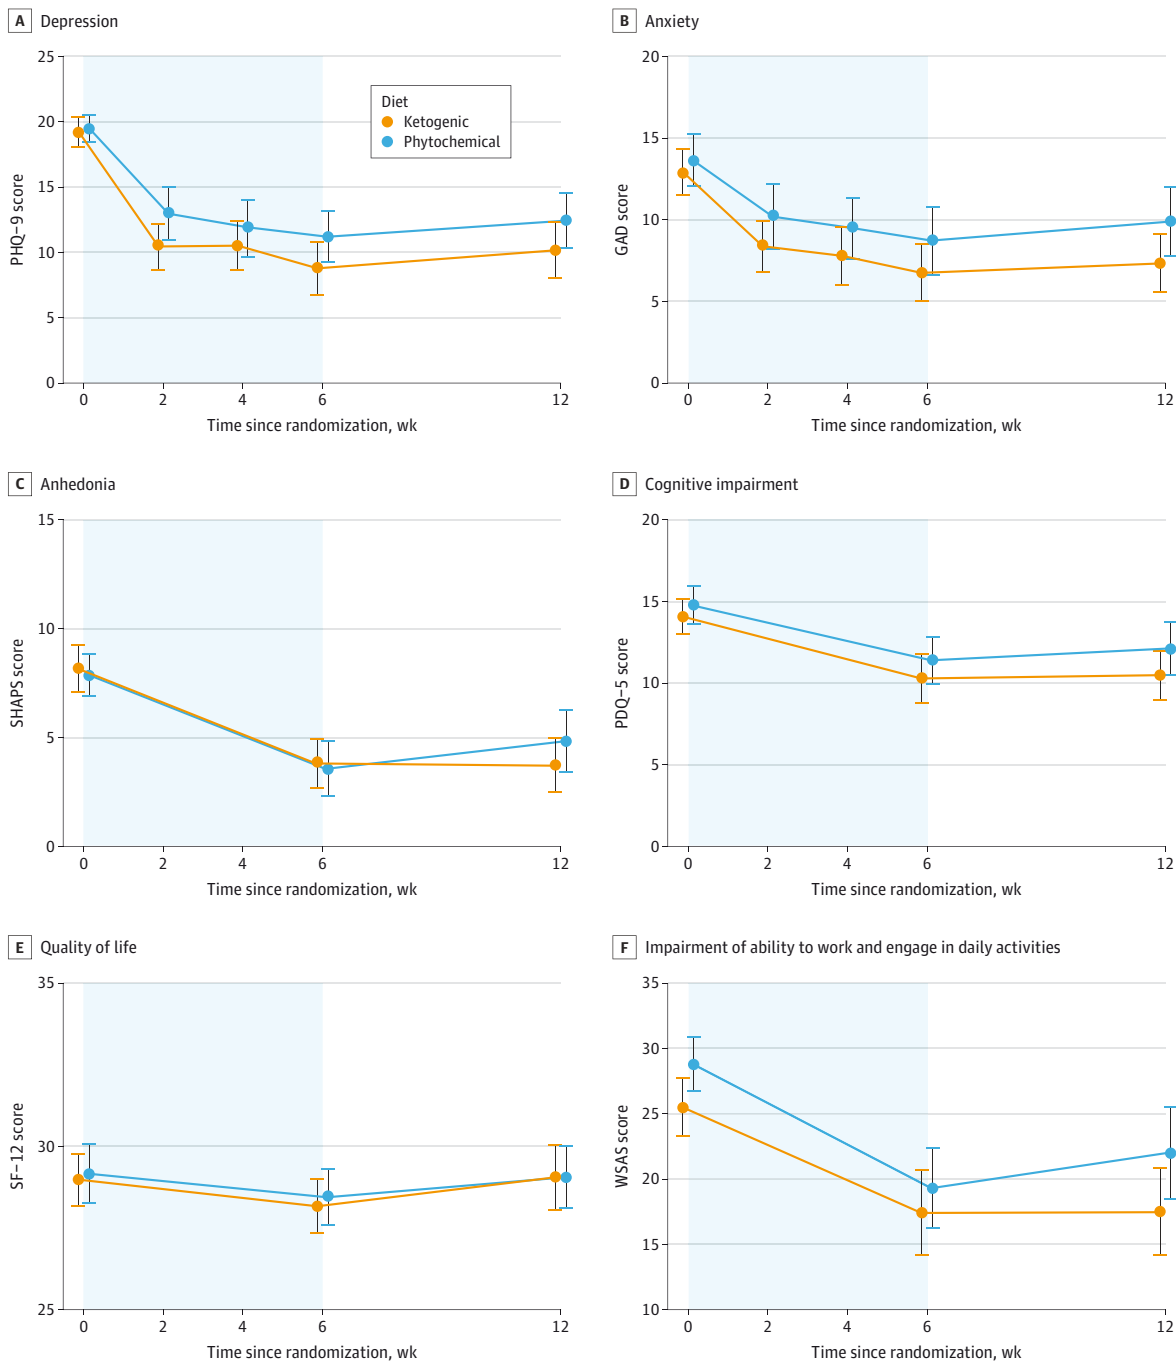 A Depression
25
20
15
10
5
0
PHQ-9 score
Diet
Ketogenic
Phytochemical
0 2 4 6 12
Time since randomization, wk
B Anxiety
20
15
10
5
0
GAD score
0 2 4 6 12
Time since randomization, wk
C Anhedonia
15
10
5
0
SHAPS score
0 2 4 6 12
Time since randomization, wk
D Cognitive impairment
20
15
10
5
0
PDQ-5 score
0 2 4 6 12
Time since randomization, wk
E Quality of life
35
30
25
SF-12 score
0 2 4 6 12
Time since randomization, wk
F Impairment of ability to work and engage in daily activities
35
30
25
20
15
10
WSAS score
0 2 4 6 12
Time since randomization, wk